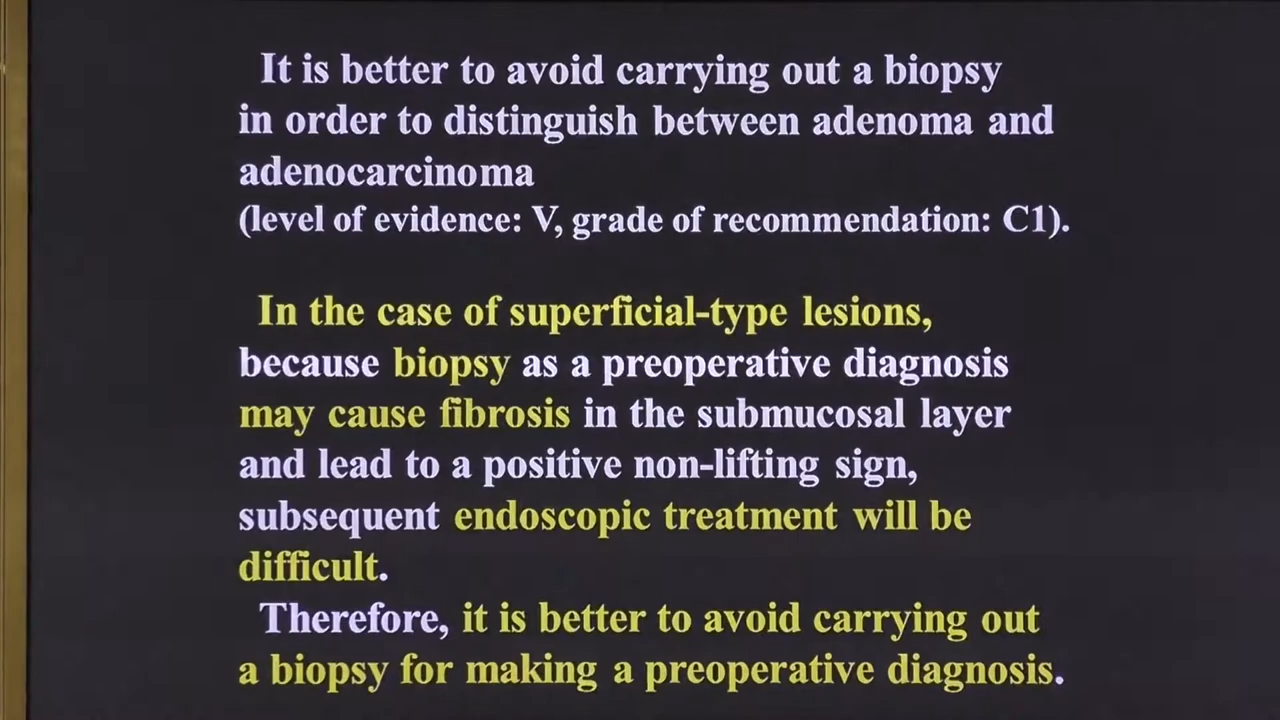 It is better to avoid carrying out a biopsy
in order to distinguish between adenoma and
adenocarcinoma
(level of evidence: V, grade of recommendation: C1).
In the case of superficial-type lesions,
because biopsy as a preoperative diagnosis
may cause fibrosis in the submucosal layer
and lead to a positive non-lifting sign,
subsequent endoscopic treatment will be
difficult.
Therefore, it is better to avoid carrying out
a biopsy for making a preoperative diagnosis.